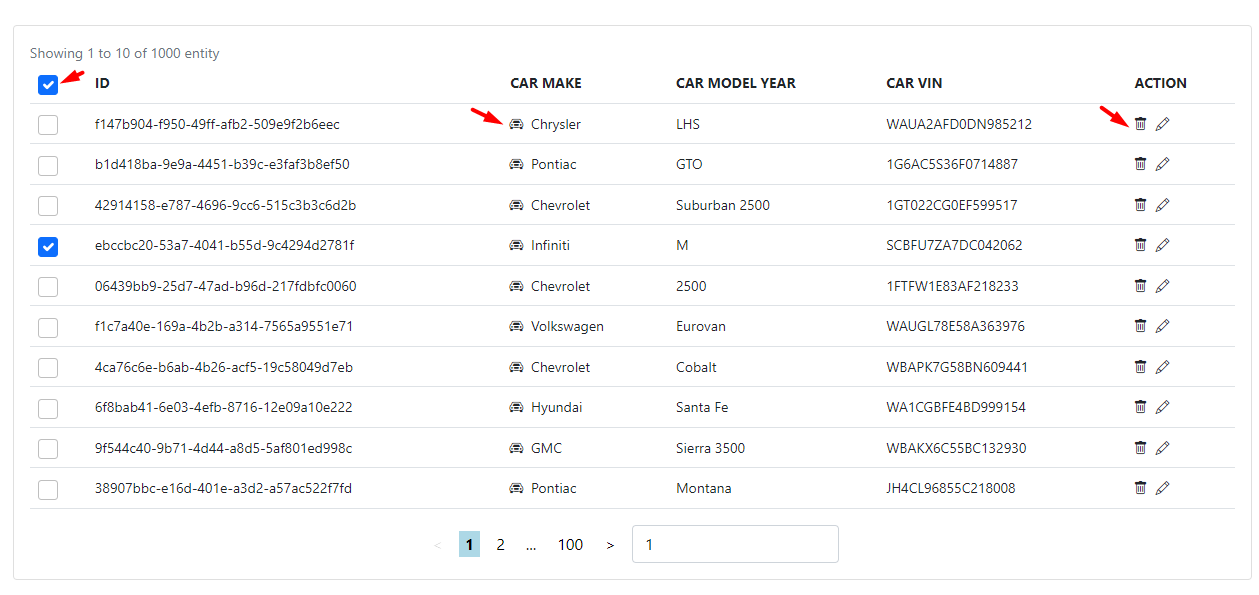 Showing 1 to 10 of 1000 entity
ID CAR MAKE CAR MODEL YEAR CAR VIN ACTION
f147b904-f950-49ff-afb2-509e9f2b6eec Chrysler LHS WAUA2AFD0DN985212
b1d418ba-9e9a-4451-b39c-e3faf3b8ef50 Pontiac GTO 1G6AC5S36F0714887
42914158-e787-4696-9cc6-515c3b3c6d2b Chevrolet Suburban 2500 1GT022CG0EF599517
ebccbc20-53a7-4041-b55d-9c4294d2781f Infiniti M SCBFU7ZA7DC042062
06439bb9-25d7-47ad-b96d-217fdbfc0060 Chevrolet 2500 1FTFW1E83AF218233
f1c7a40e-169a-4b2b-a314-7565a9551e71 Volkswagen Eurovan WAUGL78E58A363976
4ca76c6e-b6ab-4b26-acf5-19c58049d7eb Chevrolet Cobalt WBAPK7G58BN609441
6f8bab41-6e03-4efb-8716-12e09a10e222 Hyundai Santa Fe WA1CGBFE4BD999154
9f544c40-9b71-4d44-a8d5-5af801ed998c GMC Sierra 3500 WBAKX6C55BC132930
38907bbc-e16d-401e-a3d2-a57ac522f7fd Pontiac Montana JH4CL96855C218008
< 1 2 ... 100 > 1